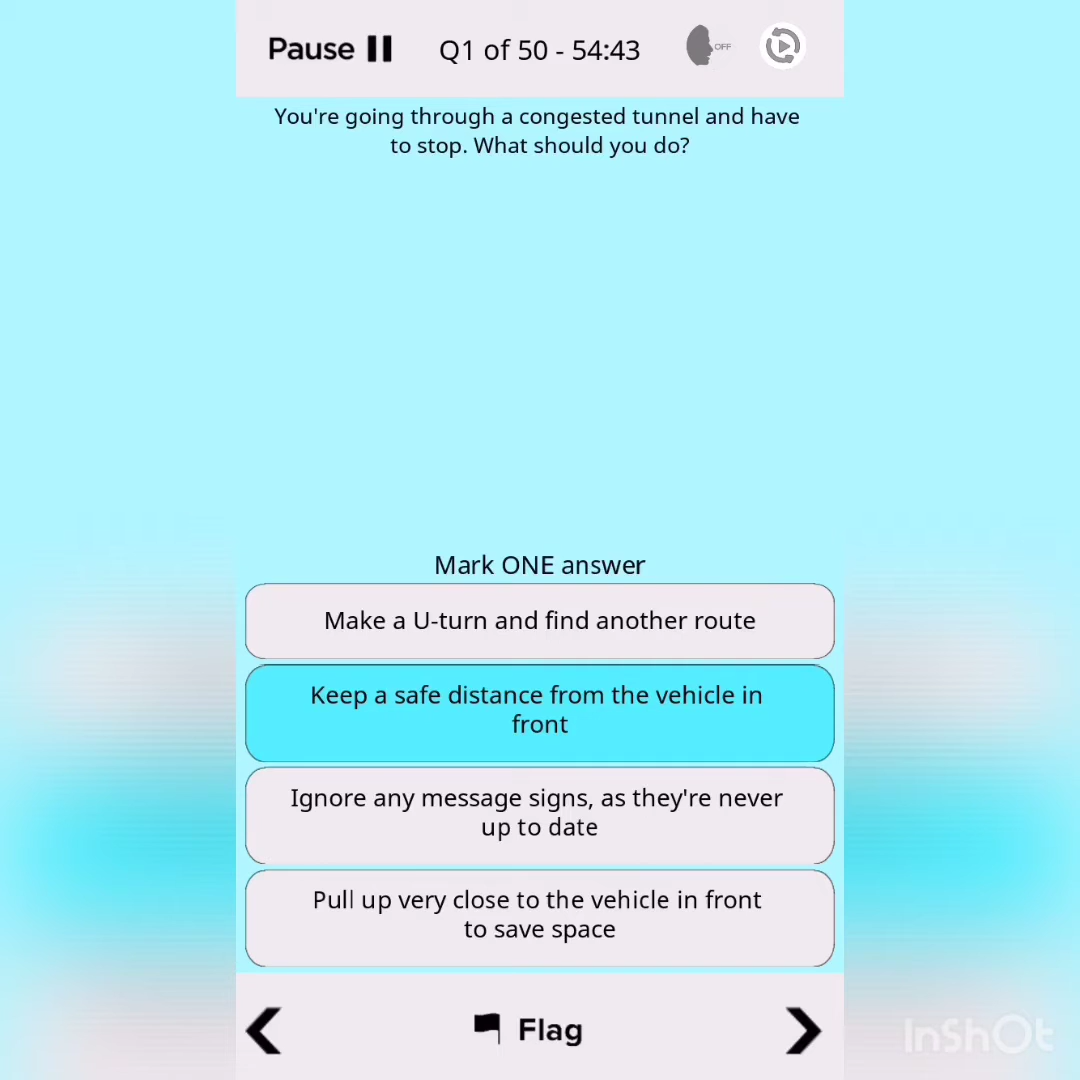 Pause
Q1 of 50 - 54:43
OFF
You're going through a congested tunnel and have
to stop. What should you do?
Mark ONE answer
Make a U-turn and find another route
Keep a safe distance from the vehicle in
front
Ignore any message signs, as they're never
up to date
Pull up very close to the vehicle in front
to save space
Flag
InShOt